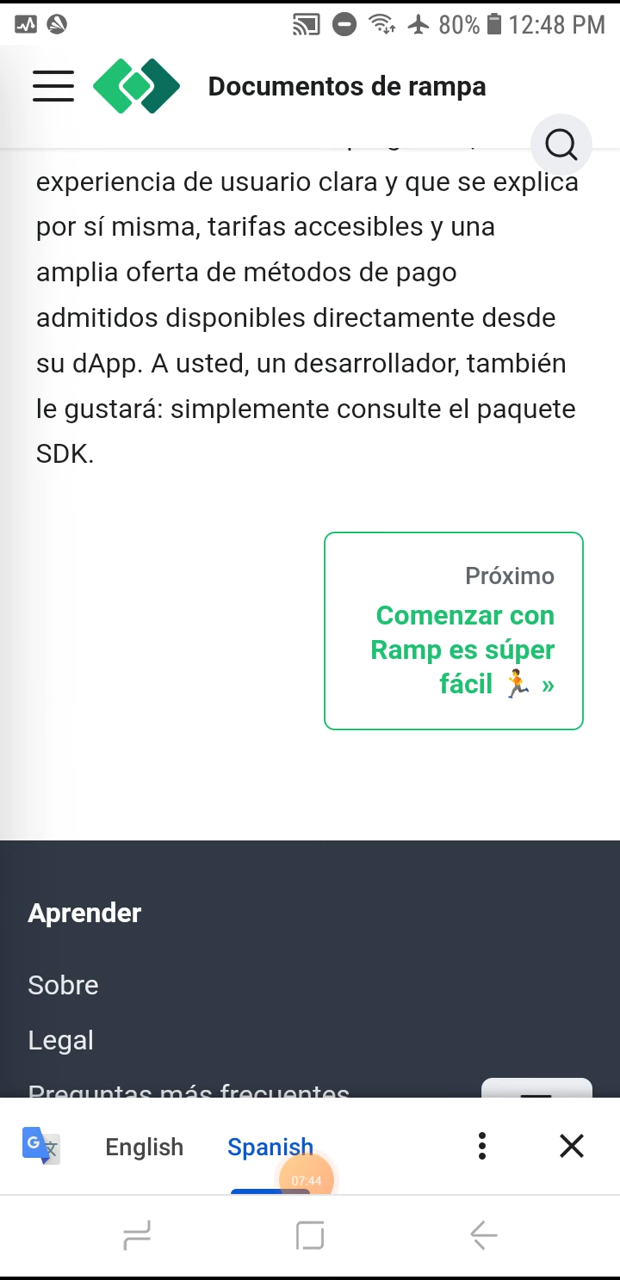 80% 12:48 PM
Documentos de rampa
experiencia de usuario clara y que se explica
por sí misma, tarifas accesibles y una
amplia oferta de métodos de pago
admitidos disponibles directamente desde
su dApp. A usted, un desarrollador, también
le gustará: simplemente consulte el paquete
SDK.
Próximo
Comenzar con
Ramp es súper
fácil 🏃 »
Aprender
Sobre
Legal
Preguntas más frecuentes
G 文 English Spanish
07:44